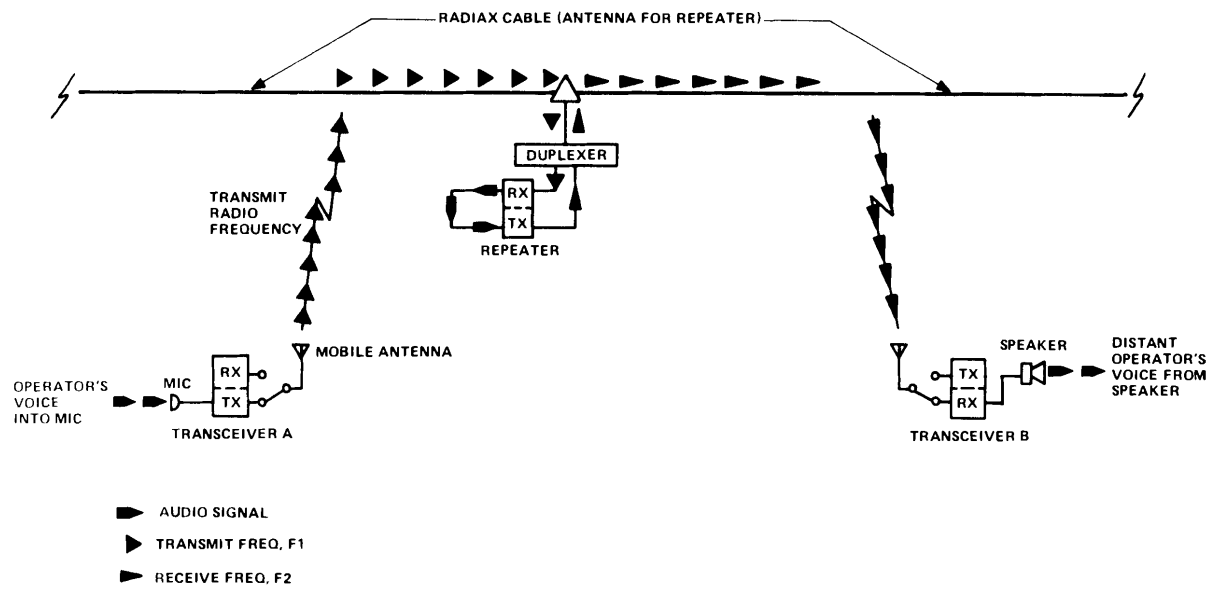 RADIAX CABLE (ANTENNA FOR REPEATER)
DUPLEXER
RX
TX
REPEATER
TRANSMIT
RADIO
FREQUENCY
MOBILE ANTENNA
OPERATOR'S
VOICE
INTO MIC
MIC
RX
TX
TRANSCEIVER A
SPEAKER
DISTANT
OPERATOR'S
VOICE FROM
SPEAKER
TX
RX
TRANSCEIVER B
AUDIO SIGNAL
TRANSMIT FREQ, F1
RECEIVE FREQ, F2